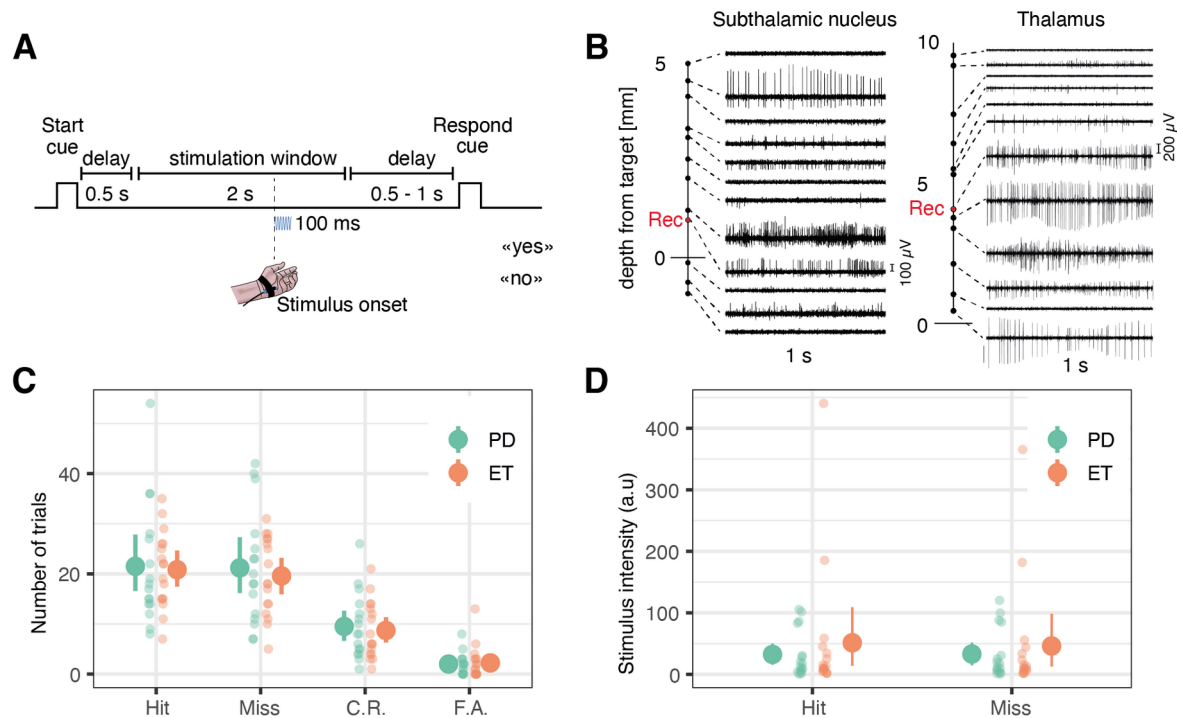 A
Start
cue
delay
stimulation window
delay
Respond
cue
0.5 s
2 s
0.5 - 1 s
100 ms
«yes»
«no»
Stimulus onset
B
Subthalamic nucleus
Thalamus
depth from target [mm]
5
Rec
0
100 µV
1 s
10
5
Rec
0
200 µV
1 s
C
Number of trials
40
20
0
Hit
Miss
C.R.
F.A.
PD
ET
D
Stimulus intensity (a.u)
400
300
200
100
0
Hit
Miss
PD
ET